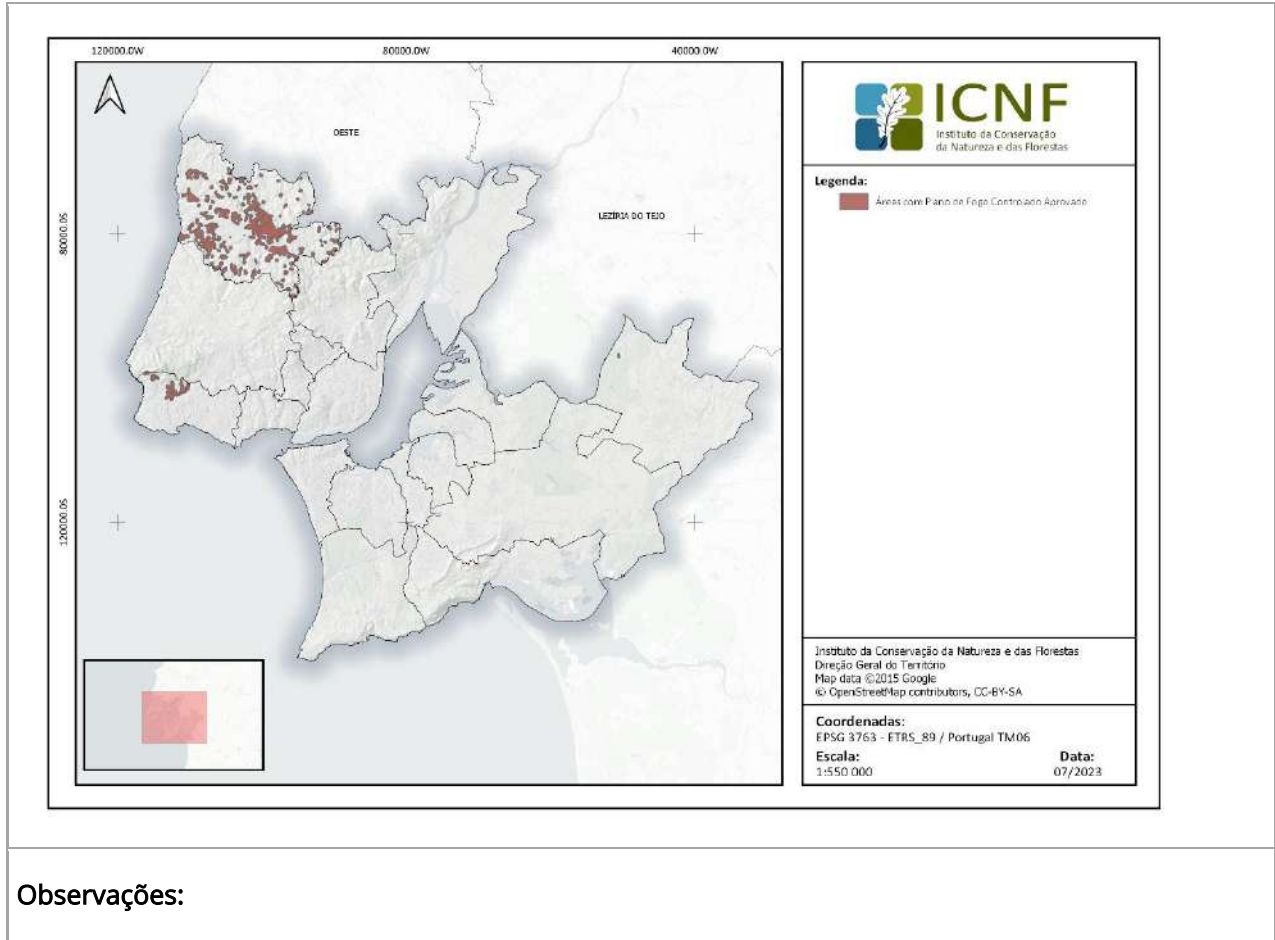 120000.0W
80000.0W
40000.0W
OESTE
LEZÍRIA DO TEJO
80000.0S
120000.0S
ICNF
Instituto da Conservação
da Natureza e das Florestas
Legenda:
Áreas com Plano de Fogo Controlado Aprovado
Instituto da Conservação da Natureza e das Florestas
Direção Geral do Território
Map data ©2015 Google
© OpenStreetMap contributors, CC-BY-SA
Coordenadas:
EPSG 3763 - ETRS_89 / Portugal TM06
Escala:
1:550 000
Data:
07/2023
Observações: